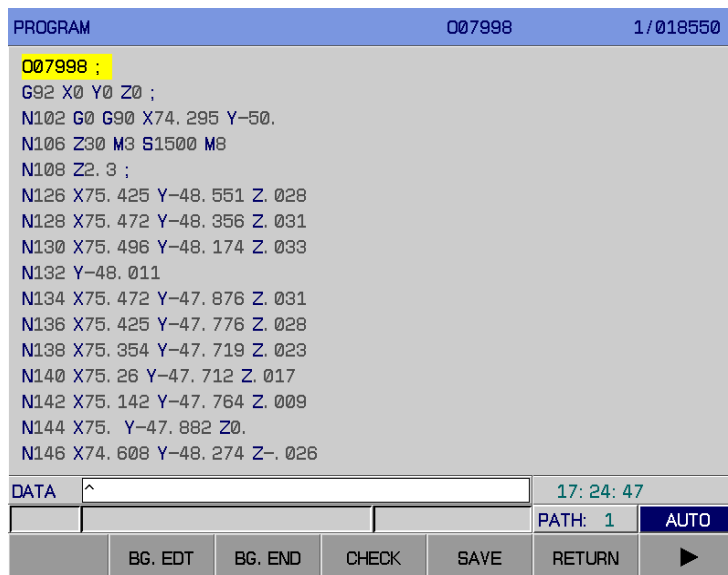 PROGRAM O07998 1/018550
O07998 ;
G92 X0 Y0 Z0 ;
N102 G0 G90 X74.295 Y-50.
N106 Z30 M3 S1500 M8
N108 Z2.3 ;
N126 X75.425 Y-48.551 Z.028
N128 X75.472 Y-48.356 Z.031
N130 X75.496 Y-48.174 Z.033
N132 Y-48.011
N134 X75.472 Y-47.876 Z.031
N136 X75.425 Y-47.776 Z.028
N138 X75.354 Y-47.719 Z.023
N140 X75.26 Y-47.712 Z.017
N142 X75.142 Y-47.764 Z.009
N144 X75. Y-47.882 Z0.
N146 X74.608 Y-48.274 Z-.026
DATA ^ 17:24:47
PATH: 1 AUTO
BG.EDT BG.END CHECK SAVE RETURN ▶